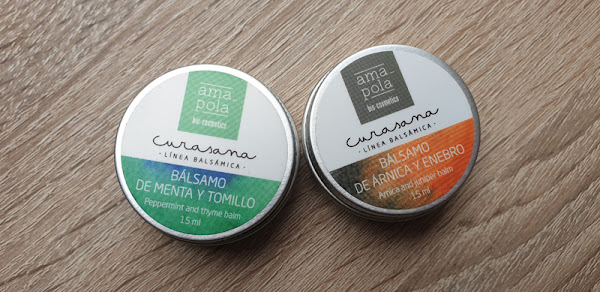 ama
pola
bio·cosmetics
curasana
· LÍNEA BALSÁMICA ·
BÁLSAMO
DE MENTA Y TOMILLO
Peppermint and thyme balm
15 ml
ama
pola
bio·cosmetics
curasana
· LÍNEA BALSÁMICA ·
BÁLSAMO
DE ÁRNICA Y ENEBRO
Arnica and juniper balm
15 ml